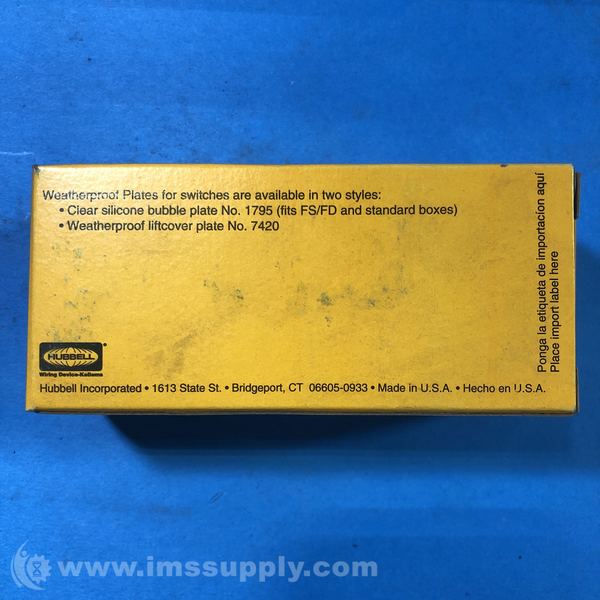 Weatherproof Plates for switches are available in two styles:
• Clear silicone bubble plate No. 1795 (fits FS/FD and standard boxes)
• Weatherproof liftcover plate No. 7420
HUBBELL
Wiring Device-Kellems
Hubbell Incorporated • 1613 State St. • Bridgeport, CT 06605-0933 • Made in U.S.A. • Hecho en U.S.A.
Ponga la etiqueta de importacion aquí
Place import label here
www.imssupply.com